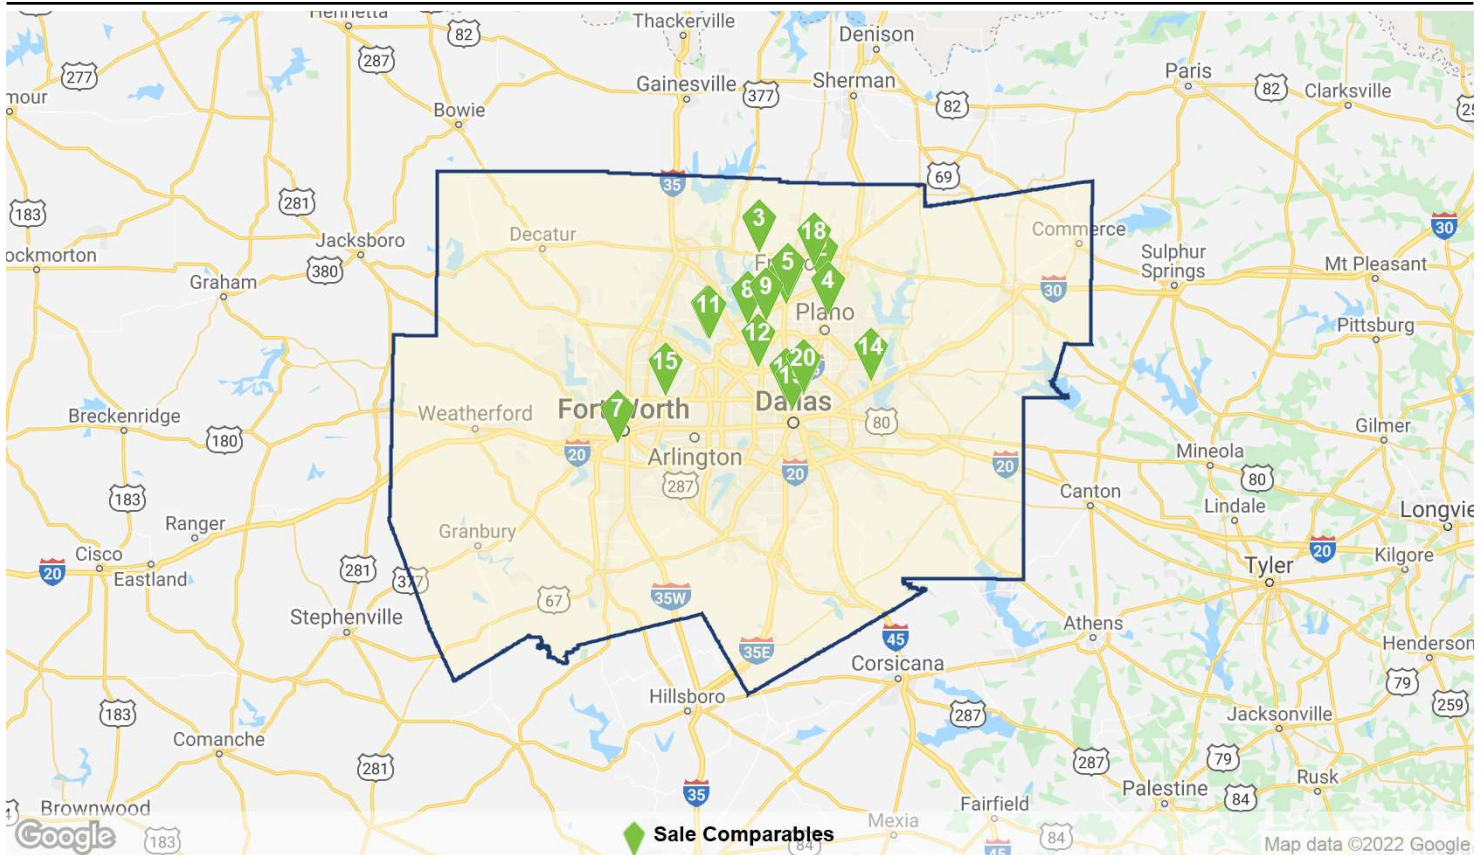 Henrietta
Thackerville
82
Denison
287
277
Gainesville
377
Sherman
Paris
82
Clarksville
82
Bowie
69
35
281
183
3
18
Commerce
30
Decatur
Jacksboro
380
5
Sulphur
Springs
Mt Pleasant
Graham
8
9
4
30
11
Plano
12
Pittsburg
15
20
14
Breckenridge
Weatherford
7
Fort Worth
Dallas
180
80
Gilmer
20
Arlington
20
20
Mineola
80
287
183
Canton
Lindale
Ranger
Granbury
Cisco
20
Eastland
281
377
67
35W
20
Kilgore
Tyler
Stephenville
35E
45
Athens
Henderson
Corsicana
Hillsboro
79
259
183
287
Jacksonville
Comanche
281
287
79
35
Palestine
84
Rusk
Brownwood
Fairfield
Google
183
Sale Comparables
Mexia
84
45
Map data ©2022 Google